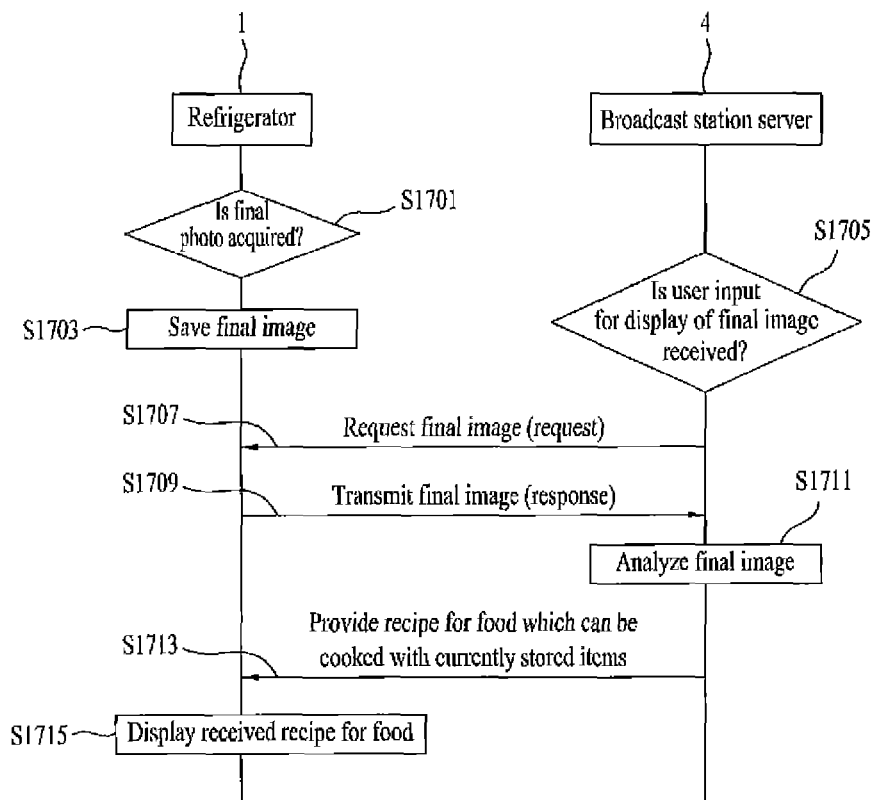 1
4
Refrigerator
Broadcast station server
S1701
Is final
photo acquired?
S1705
Is user input
for display of final image
received?
S1703
Save final image
S1707
Request final image (request)
S1709
Transmit final image (response)
S1711
Analyze final image
S1713
Provide recipe for food which can be
cooked with currently stored items
S1715
Display received recipe for food